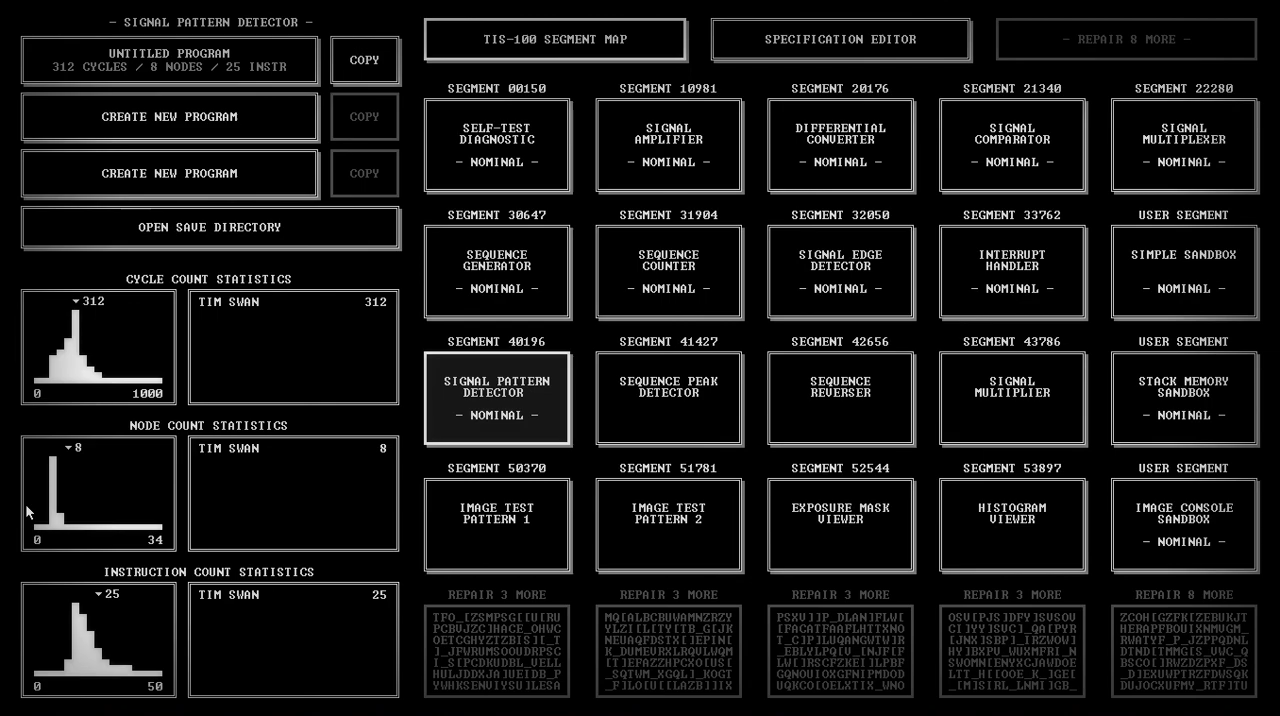 — SIGNAL PATTERN DETECTOR —
UNTITLED PROGRAM
312 CYCLES / 8 NODES / 25 INSTR
COPY
CREATE NEW PROGRAM
COPY
CREATE NEW PROGRAM
COPY
OPEN SAVE DIRECTORY
CYCLE COUNT STATISTICS
312
0 1000
TIM SWAN 312
NODE COUNT STATISTICS
8
0 34
TIM SWAN 8
INSTRUCTION COUNT STATISTICS
25
0 50
TIM SWAN 25
TIS-100 SEGMENT MAP
SPECIFICATION EDITOR
— REPAIR 8 MORE —
SEGMENT 00150
SELF-TEST
DIAGNOSTIC
— NOMINAL —
SEGMENT 10981
SIGNAL
AMPLIFIER
— NOMINAL —
SEGMENT 20176
DIFFERENTIAL
CONVERTER
— NOMINAL —
SEGMENT 21340
SIGNAL
COMPARATOR
— NOMINAL —
SEGMENT 22280
SIGNAL
MULTIPLEXER
— NOMINAL —
SEGMENT 30647
SEQUENCE
GENERATOR
— NOMINAL —
SEGMENT 31904
SEQUENCE
COUNTER
— NOMINAL —
SEGMENT 32050
SIGNAL EDGE
DETECTOR
— NOMINAL —
SEGMENT 33762
INTERRUPT
HANDLER
— NOMINAL —
USER SEGMENT
SIMPLE SANDBOX
— NOMINAL —
SEGMENT 40196
SIGNAL PATTERN
DETECTOR
— NOMINAL —
SEGMENT 41427
SEQUENCE PEAK
DETECTOR
SEGMENT 42656
SEQUENCE
REVERSER
SEGMENT 43786
SIGNAL
MULTIPLIER
USER SEGMENT
STACK MEMORY
SANDBOX
— NOMINAL —
SEGMENT 50370
IMAGE TEST
PATTERN 1
SEGMENT 51781
IMAGE TEST
PATTERN 2
SEGMENT 52544
EXPOSURE MASK
VIEWER
SEGMENT 53897
HISTOGRAM
VIEWER
USER SEGMENT
IMAGE CONSOLE
SANDBOX
— NOMINAL —
REPAIR 3 MORE
REPAIR 3 MORE
REPAIR 3 MORE
REPAIR 3 MORE
REPAIR 8 MORE